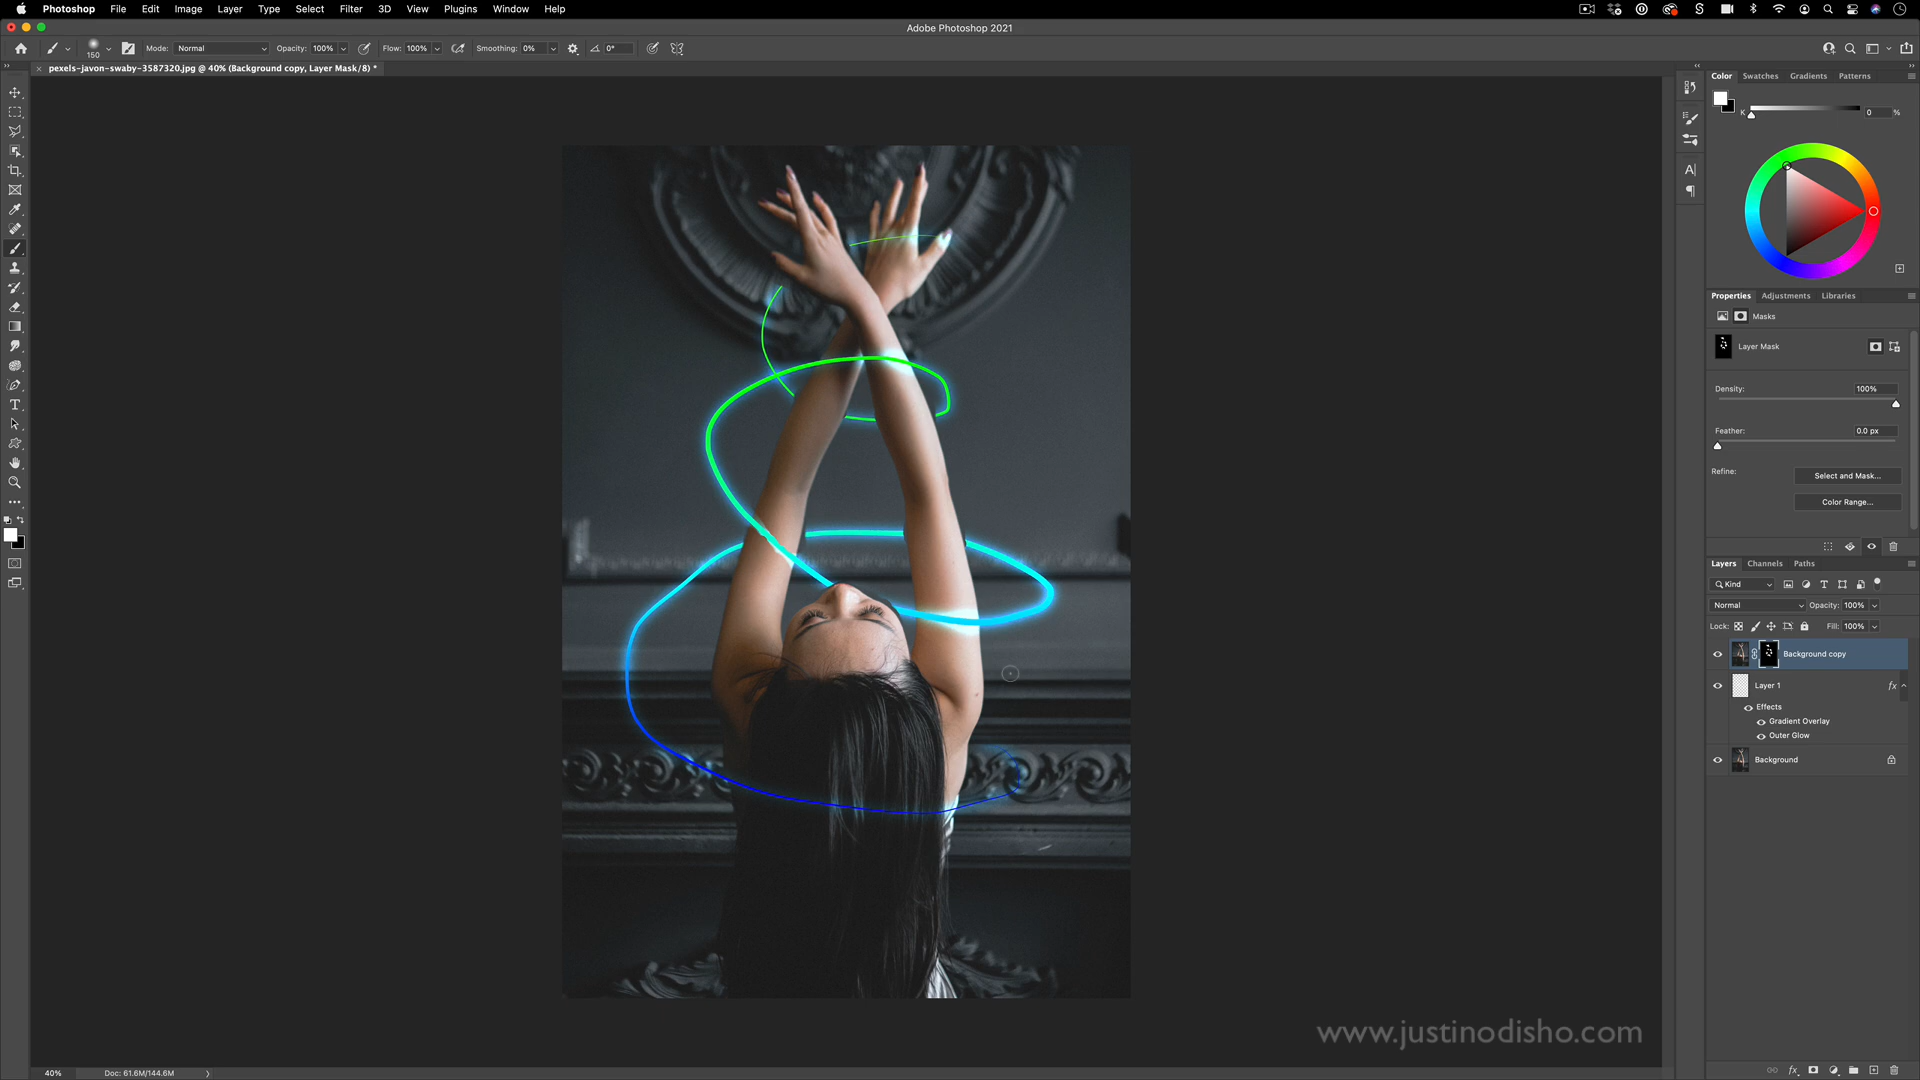 Photoshop File Edit Image Layer Type Select Filter 3D View Plugins Window Help
Adobe Photoshop 2021
150 Mode: Normal Opacity: 100% Flow: 100% Smoothing: 0% 0°
× pexels-javon-swaby-3587320.jpg @ 40% (Background copy, Layer Mask/8) *
Color Swatches Gradients Patterns
K 0 %
Properties Adjustments Libraries
Masks
Layer Mask
Density: 100%
Feather: 0.0 px
Refine: Select and Mask...
Color Range...
Layers Channels Paths
Kind
Normal Opacity: 100%
Lock: Fill: 100%
Background copy
Layer 1 fx
Effects
Gradient Overlay
Outer Glow
Background
www.justinodisho.com
40% Doc: 61.6M/144.6M
fx